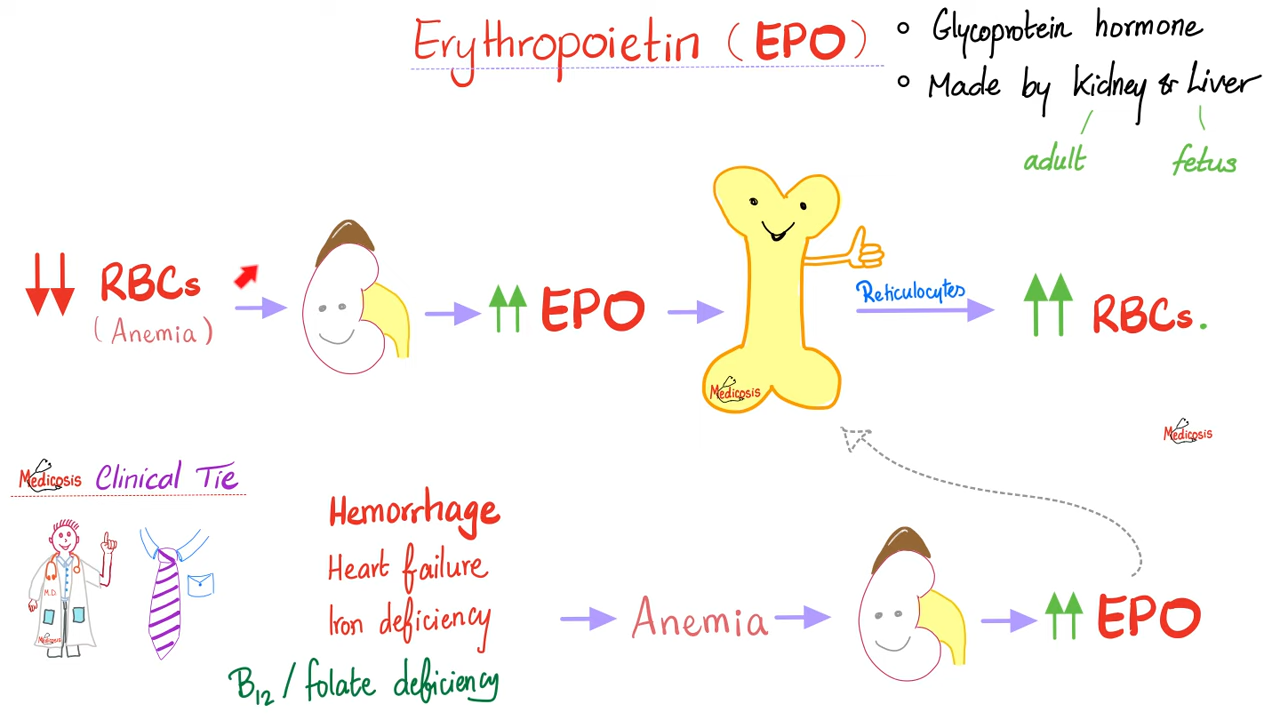 Erythropoietin (EPO)
○ Glycoprotein hormone
○ Made by Kidney & Liver
adult fetus
↓↓ RBCs
(Anemia)
↑↑ EPO
Medicosis
Reticulocytes
↑↑ RBCs.
Medicosis
Medicosis Clinical Tie
M.D
Medicosis
Hemorrhage
Heart failure
Iron deficiency
B12 / folate deficiency
Anemia
↑↑ EPO